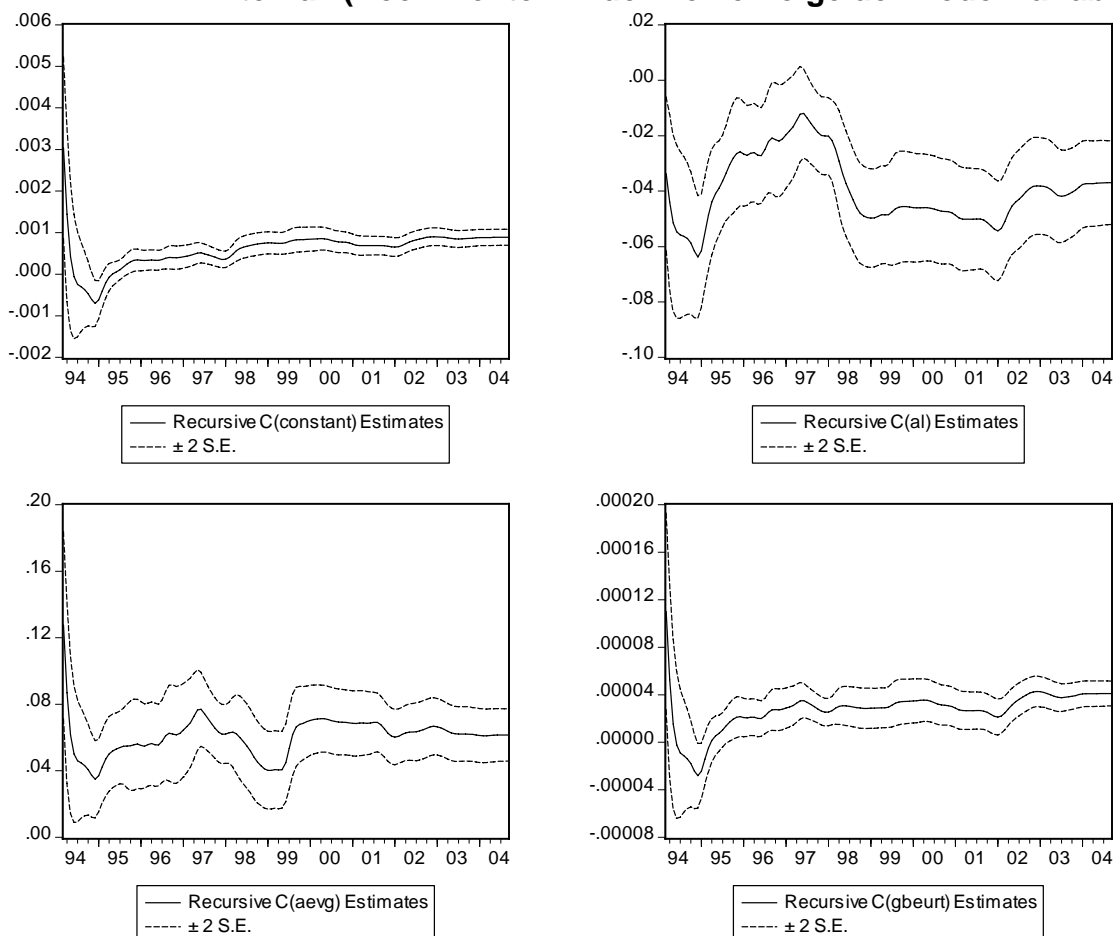 .006
.005
.004
.003
.002
.001
.000
-.001
-.002
94 95 96 97 98 99 00 01 02 03 04
Recursive C(constant) Estimates
± 2 S.E.
.02
.00
-.02
-.04
-.06
-.08
-.10
94 95 96 97 98 99 00 01 02 03 04
Recursive C(al) Estimates
± 2 S.E.
.20
.16
.12
.08
.04
.00
94 95 96 97 98 99 00 01 02 03 04
Recursive C(aevg) Estimates
± 2 S.E.
.00020
.00016
.00012
.00008
.00004
.00000
-.00004
-.00008
94 95 96 97 98 99 00 01 02 03 04
Recursive C(gbeurt) Estimates
± 2 S.E.